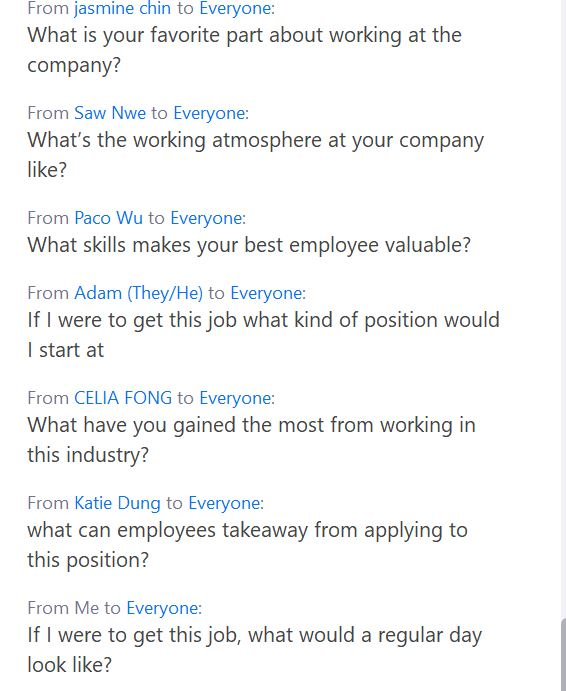 From jasmine chin to Everyone:
What is your favorite part about working at the
company?
From Saw Nwe to Everyone:
What's the working atmosphere at your company
like?
From Paco Wu to Everyone:
What skills makes your best employee valuable?
From Adam (They/He) to Everyone:
If I were to get this job what kind of position would
I start at
From CELIA FONG to Everyone:
What have you gained the most from working in
this industry?
From Katie Dung to Everyone:
what can employees takeaway from applying to
this position?
From Me to Everyone:
If I were to get this job, what would a regular day
look like?